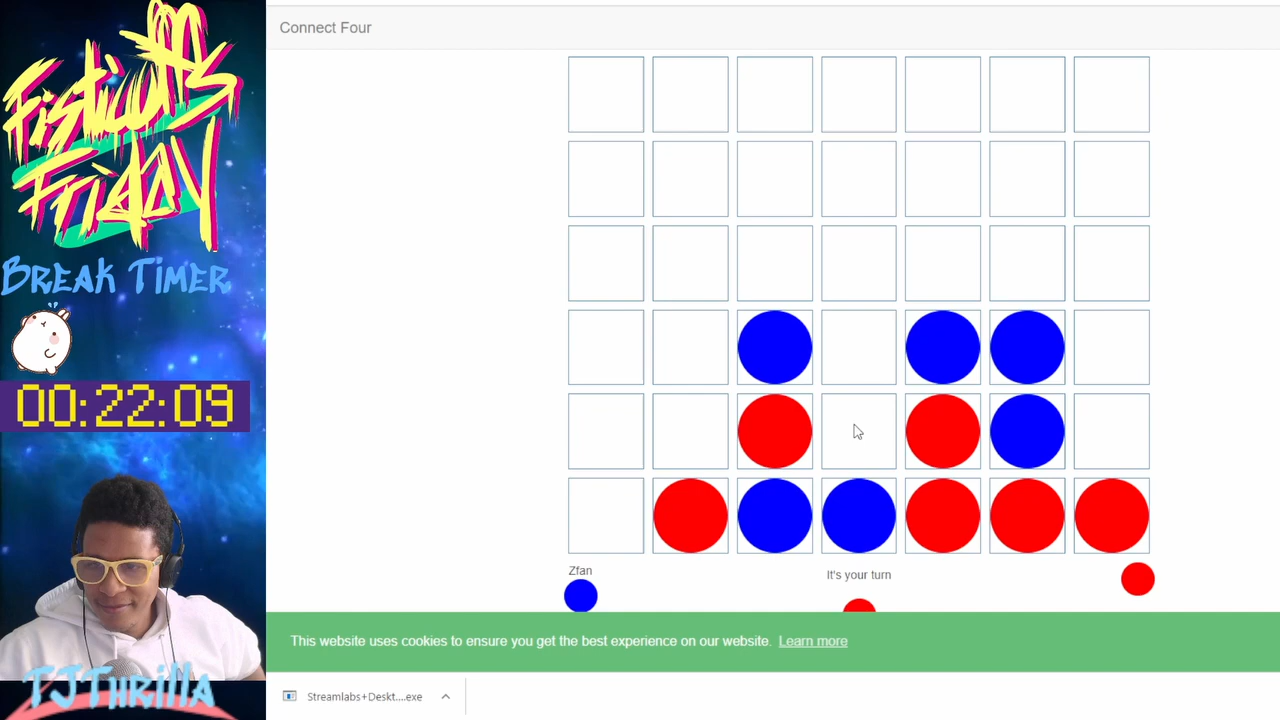 Fisticuffs
Friday
BREAK TIMER
00:22:09
TJTHRILLA
Connect Four
Zfan
It's your turn
This website uses cookies to ensure you get the best experience on our website. Learn more
Streamlabs+Deskt....exe